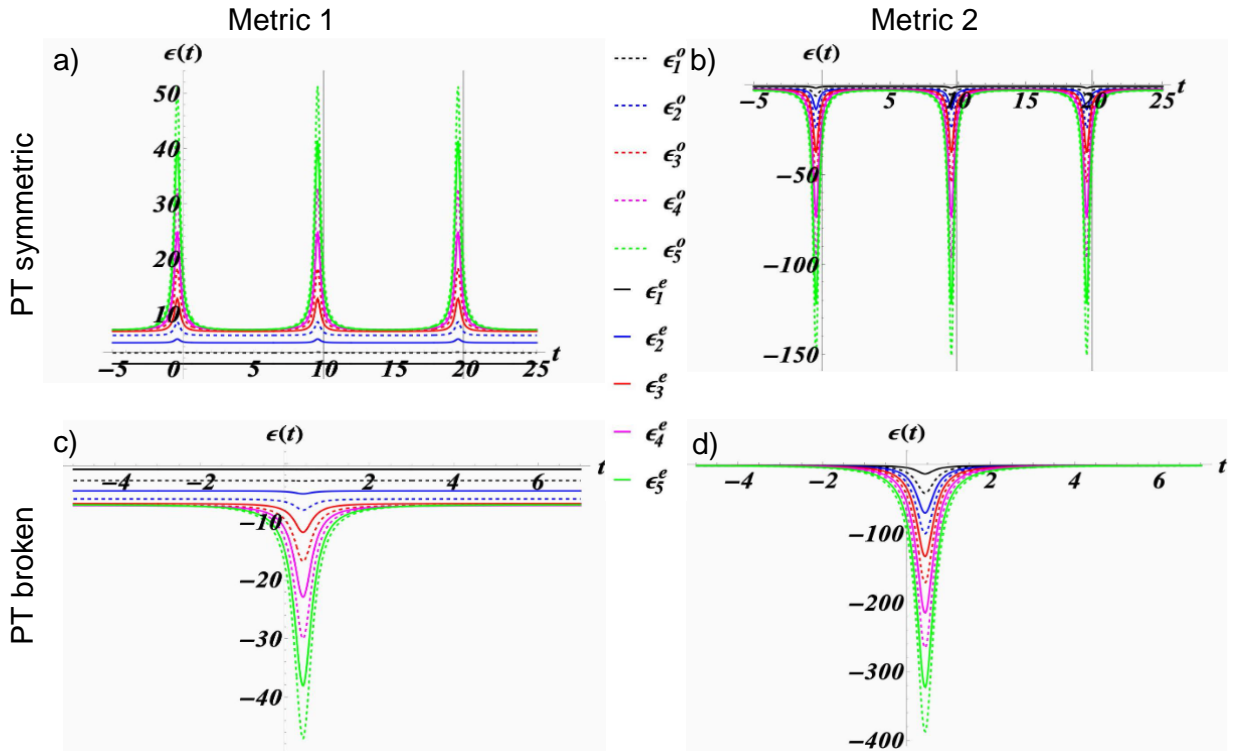 Metric 1
Metric 2
PT symmetric
a)
ϵ(t)
50
40
30
20
10
−5
0
5
10
15
20
25
t
ϵ₁ᵒ
ϵ₂ᵒ
ϵ₃ᵒ
ϵ₄ᵒ
ϵ₅ᵒ
ϵ₁ᵉ
ϵ₂ᵉ
ϵ₃ᵉ
ϵ₄ᵉ
ϵ₅ᵉ
b)
ϵ(t)
−5
0
5
10
15
20
25
t
−50
−100
−150
PT broken
c)
ϵ(t)
−4
−2
2
4
6
t
−10
−20
−30
−40
d)
ϵ(t)
−4
−2
2
4
6
t
−100
−200
−300
−400